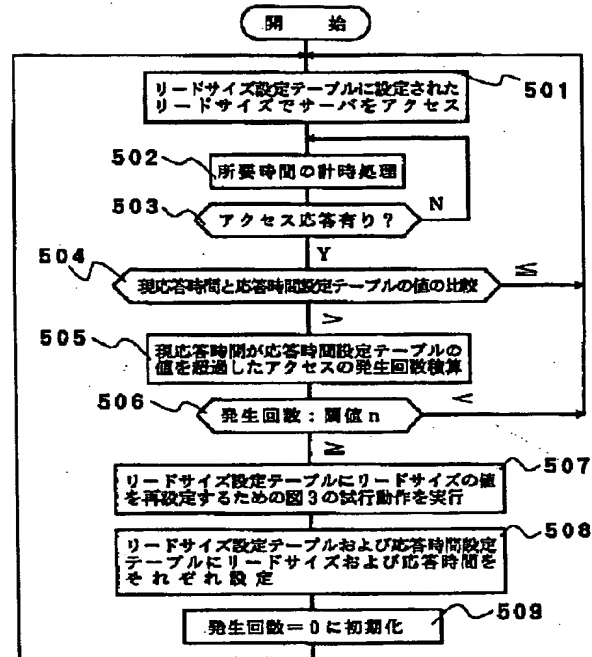 開 始
リードサイズ設定テーブルに設定された
リードサイズでサーバをアクセス
501
502
所要時間の計時処理
503
アクセス応答有り?
N
Y
504
現応答時間と応答時間設定テーブルの値の比較
≦
>
505
現応答時間が応答時間設定テーブルの
値を超過したアクセスの発生回数積算
506
発生回数:閾値n
<
≧
リードサイズ設定テーブルにリードサイズの値
を再設定するための図3の試行動作を実行
507
リードサイズ設定テーブルおよび応答時間設定
テーブルにリードサイズおよび応答時間を
それぞれ設定
508
発生回数=0に初期化
509